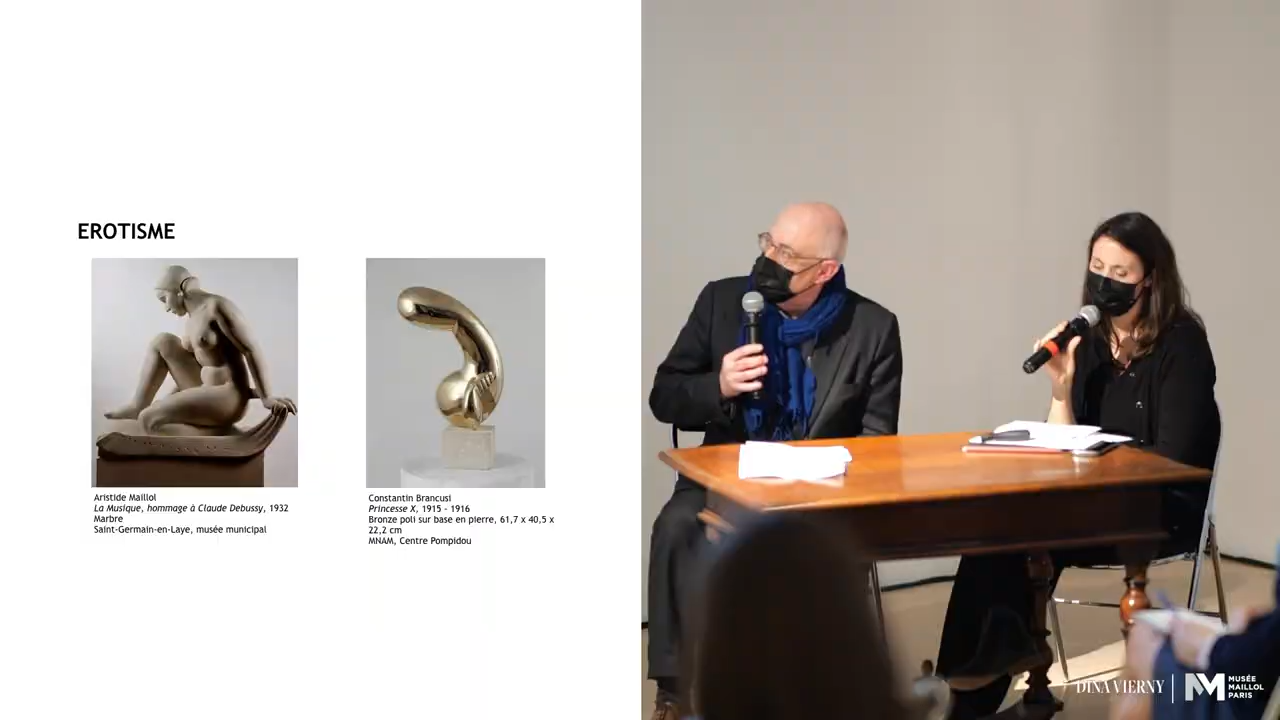 EROTISME
Aristide Maillol
La Musique, hommage à Claude Debussy, 1932
Marbre
Saint-Germain-en-Laye, musée municipal
Constantin Brancusi
Princesse X, 1915 - 1916
Bronze poli sur base en pierre, 61,7 x 40,5 x
22,2 cm
MNAM, Centre Pompidou
DINA VIERNY
MUSÉE
MAILLOL
PARIS